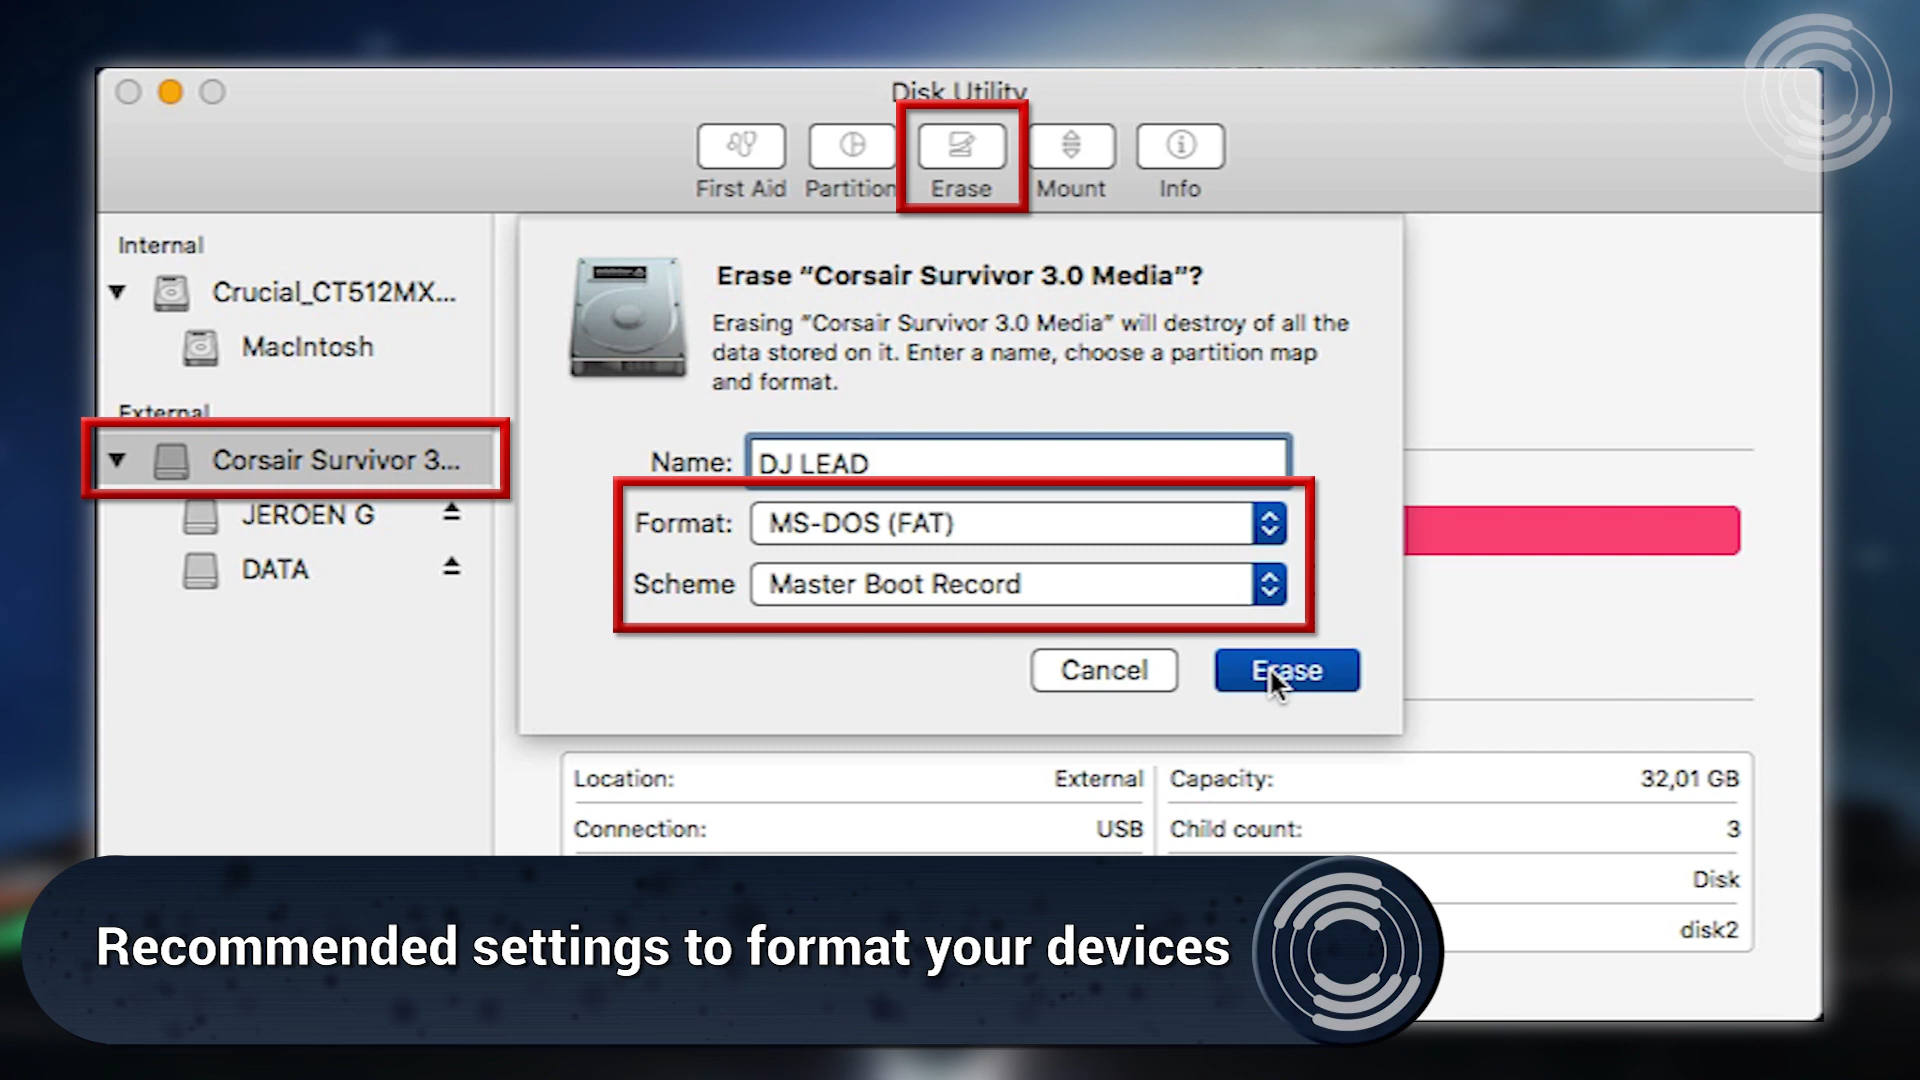 Disk Utility
First Aid Partition Erase Mount Info
Internal
Crucial_CT512MX...
MacIntosh
External
Corsair Survivor 3...
JEROEN G
DATA
Erase “Corsair Survivor 3.0 Media”?
Erasing “Corsair Survivor 3.0 Media” will destroy of all the
data stored on it. Enter a name, choose a partition map
and format.
Name: DJ LEAD
Format: MS-DOS (FAT)
Scheme Master Boot Record
Cancel Erase
Location: External Capacity: 32,01 GB
Connection: USB Child count: 3
Disk
disk2
Recommended settings to format your devices